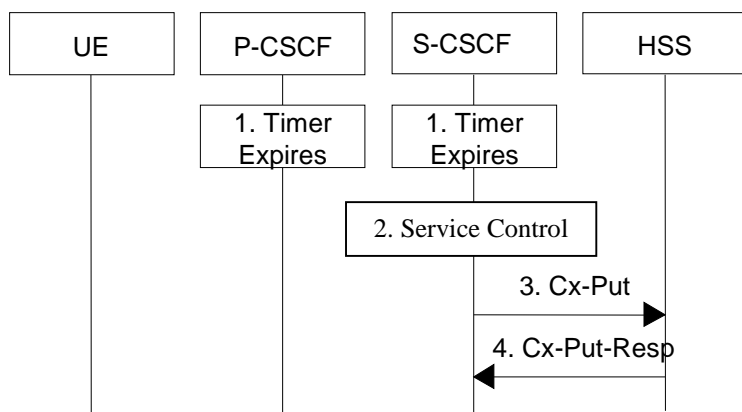 UE
P-CSCF
S-CSCF
HSS
1. Timer
Expires
1. Timer
Expires
2. Service Control
3. Cx-Put
4. Cx-Put-Resp